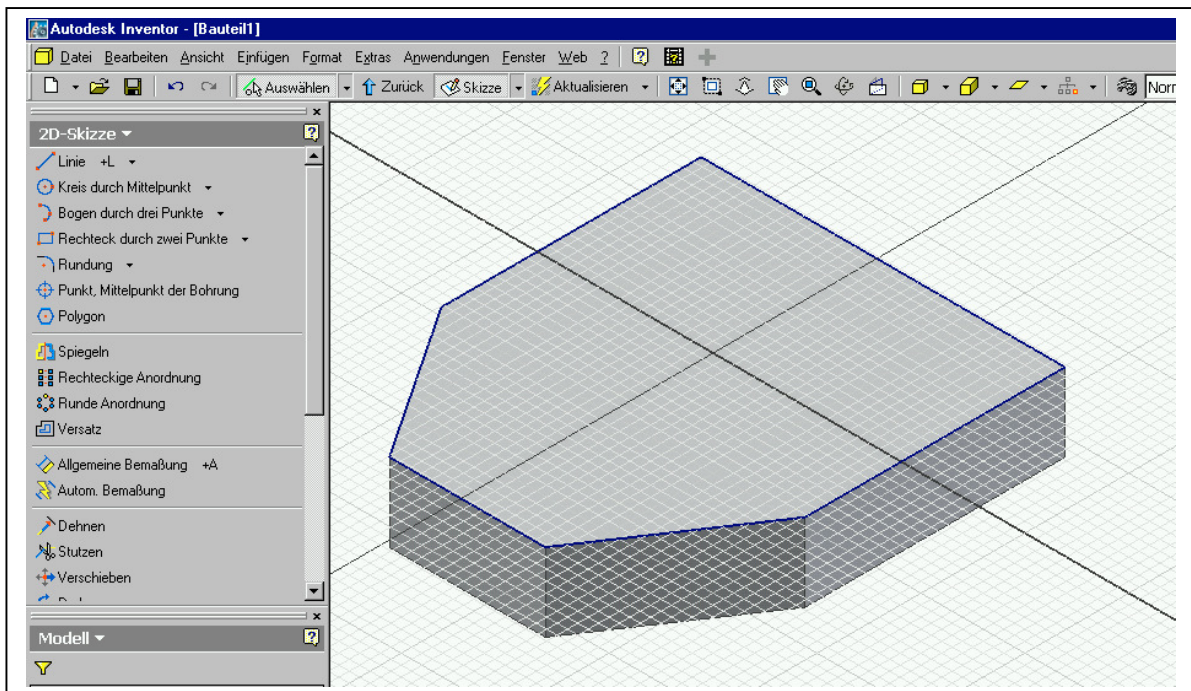 Autodesk Inventor - [Bauteil1]
Datei Bearbeiten Ansicht Einfügen Format Extras Anwendungen Fenster Web ?
Auswählen Zurück Skizze Aktualisieren Norr
2D-Skizze
Linie +L
Kreis durch Mittelpunkt
Bogen durch drei Punkte
Rechteck durch zwei Punkte
Rundung
Punkt, Mittelpunkt der Bohrung
Polygon
Spiegeln
Rechteckige Anordnung
Runde Anordnung
Versatz
Allgemeine Bemaßung +A
Autom. Bemaßung
Dehnen
Stutzen
Verschieben
Modell